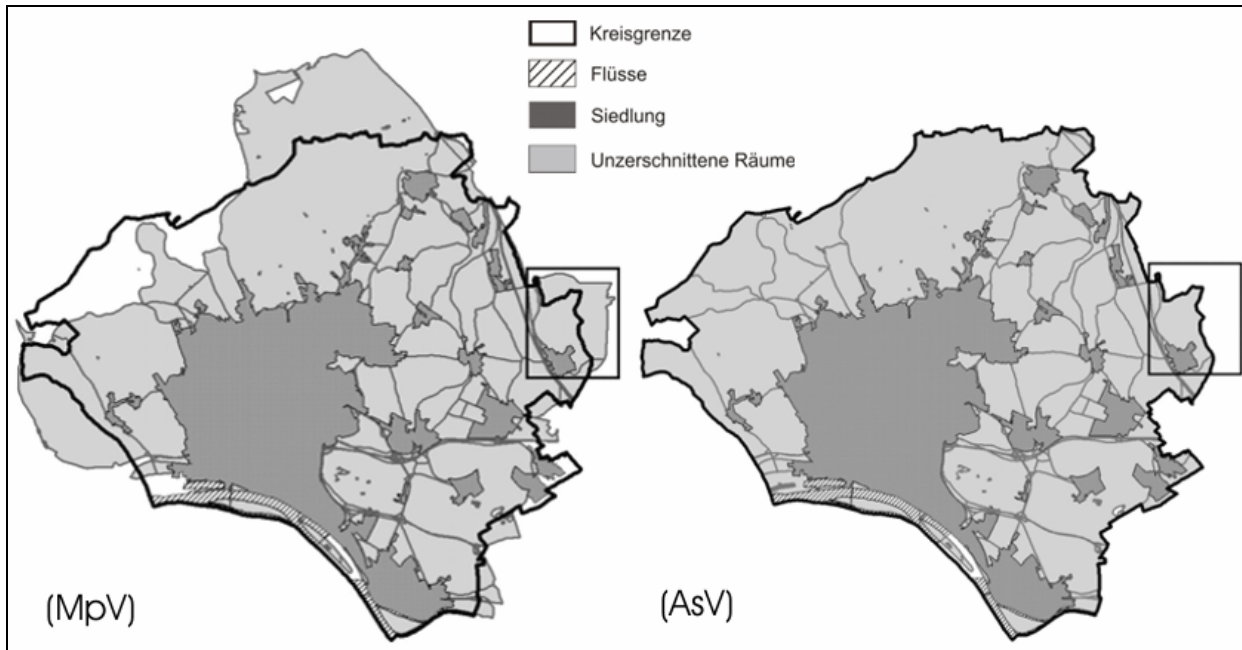 Kreisgrenze
Flüsse
Siedlung
Unzerschnittene Räume
(MpV)
(AsV)